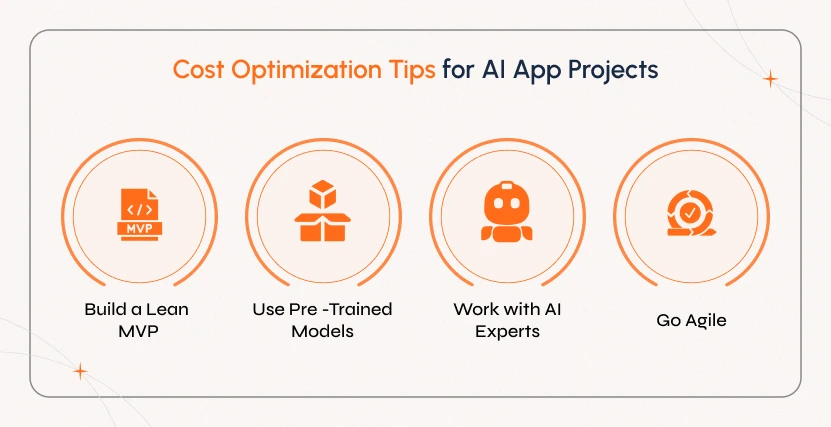 Cost Optimization Tips for AI App Projects
</>
MVP
Build a Lean
MVP
Use Pre -Trained
Models
Work with AI
Experts
Go Agile